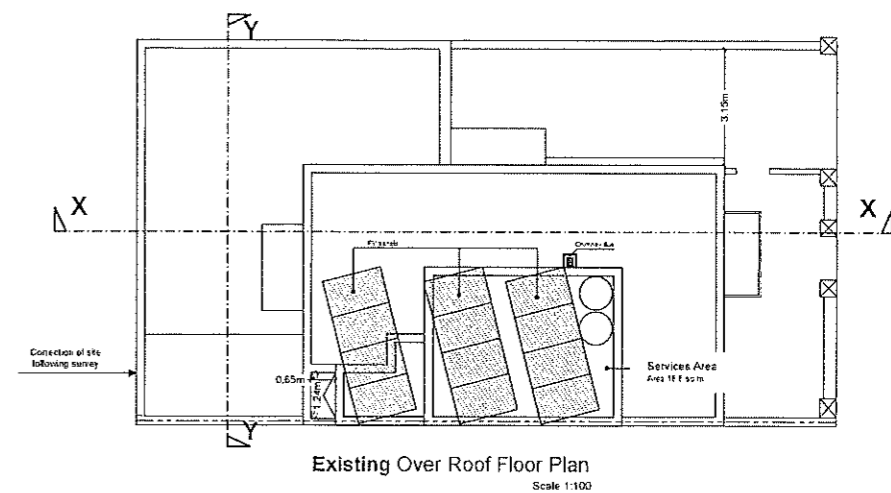 Y
3.15m
X
X
PV panels
Chimney flue
Correction of site
following survey
0,65m
1.24m
Services Area
Y
Existing Over Roof Floor Plan
Scale 1:100